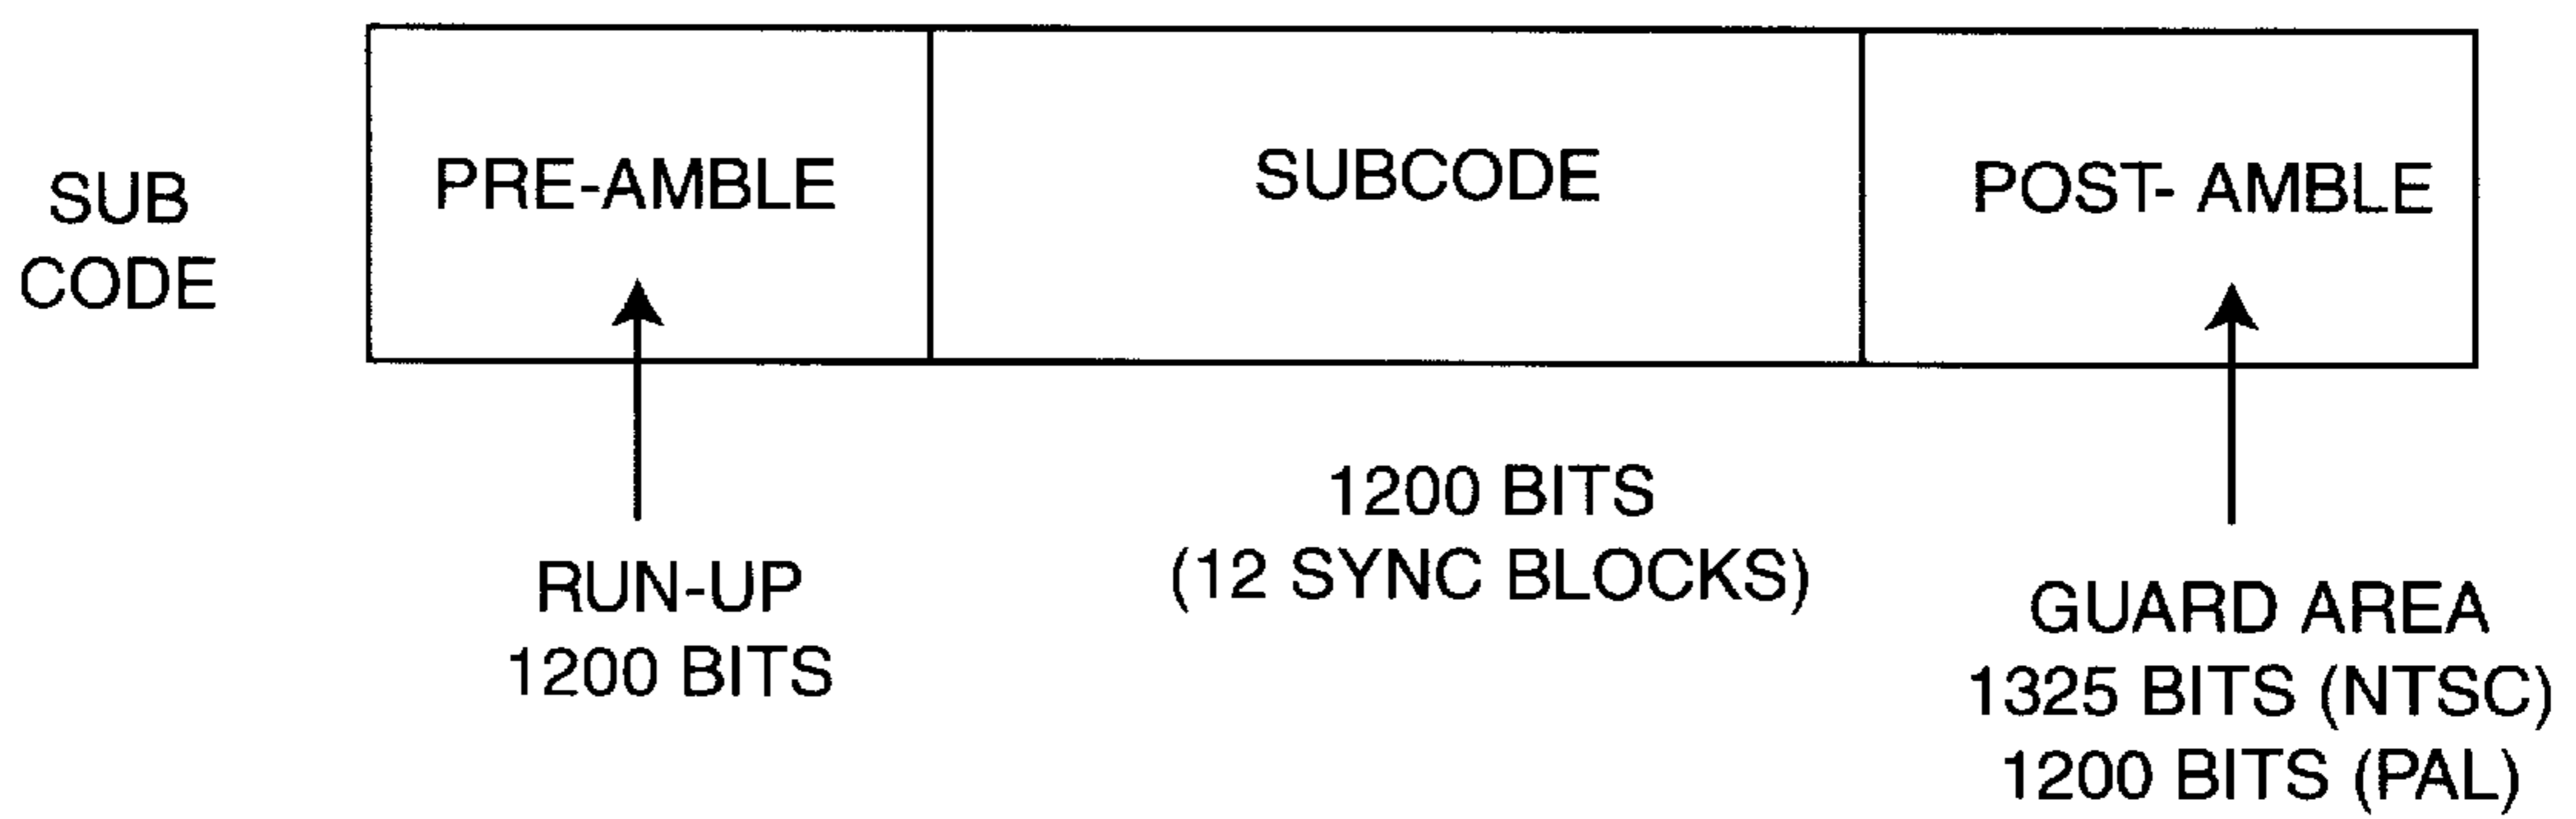 SUB
CODE
PRE-AMBLE
SUBCODE
POST- AMBLE
RUN-UP
1200 BITS
1200 BITS
(12 SYNC BLOCKS)
GUARD AREA
1325 BITS (NTSC)
1200 BITS (PAL)